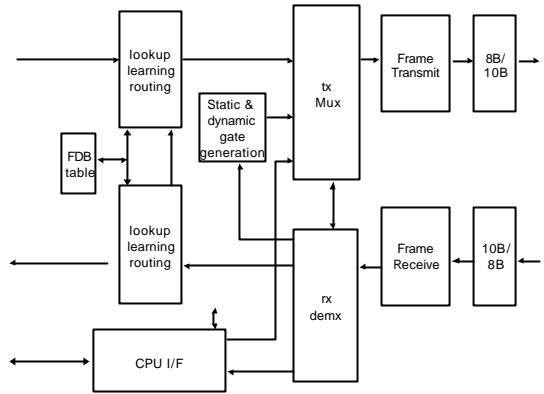 lookup
learning
routing
Static &
dynamic
gate
generation
tx
Mux
Frame
Transmit
8B/
10B
FDB
table
lookup
learning
routing
rx
demx
Frame
Receive
10B/
8B
CPU I/F